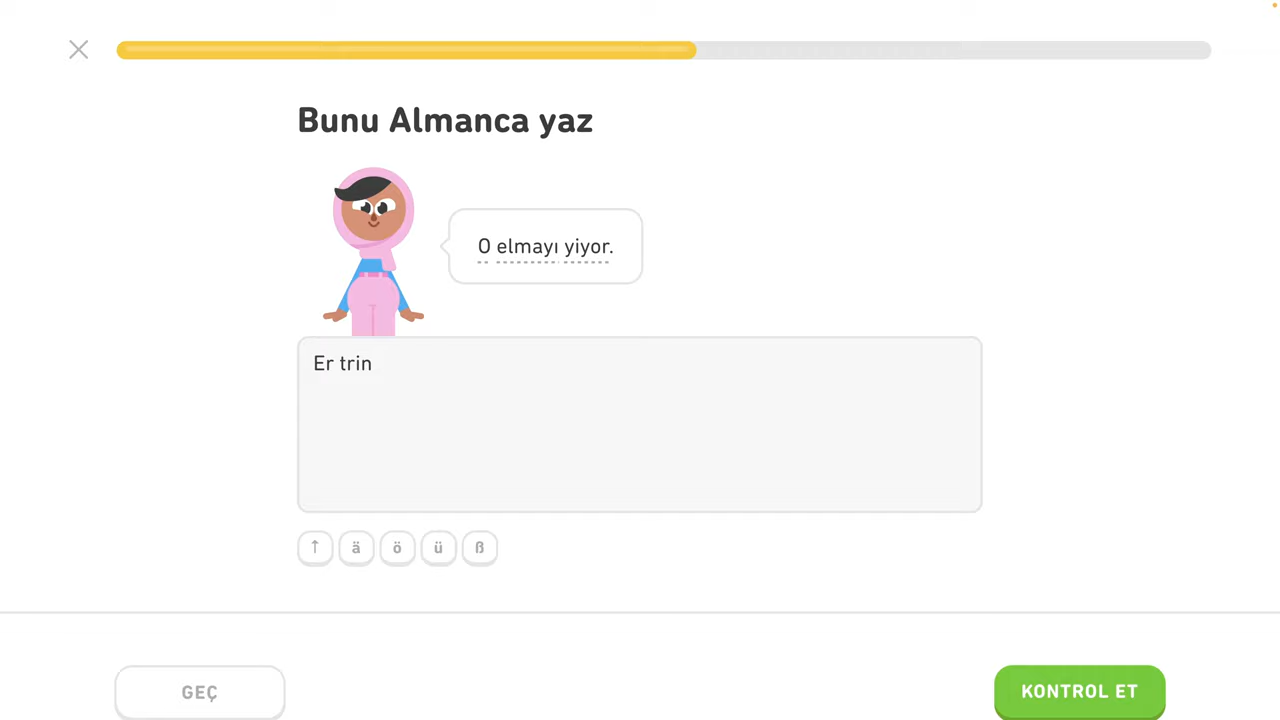 Bunu Almanca yaz
O elmayı yiyor.
Er trin
↑ ä ö ü ß
GEÇ
KONTROL ET